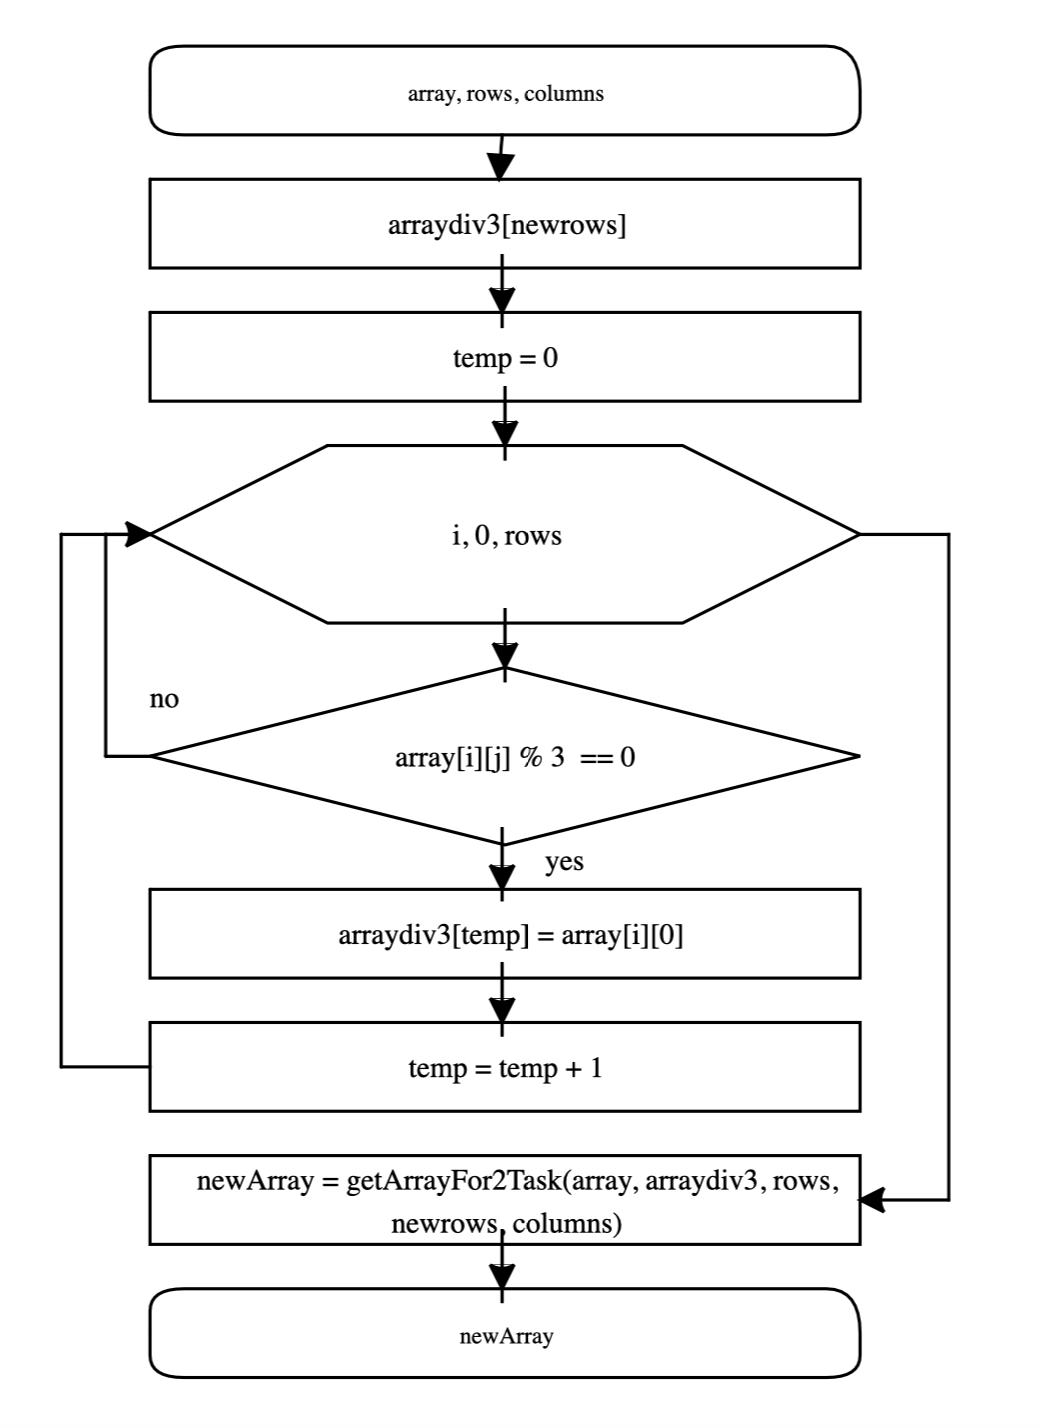 array, rows, columns
arraydiv3[newrows]
temp = 0
i, 0, rows
no
array[i][j] % 3  == 0
yes
arraydiv3[temp] = array[i][0]
temp = temp + 1
newArray = getArrayFor2Task(array, arraydiv3, rows,
newrows, columns)
newArray